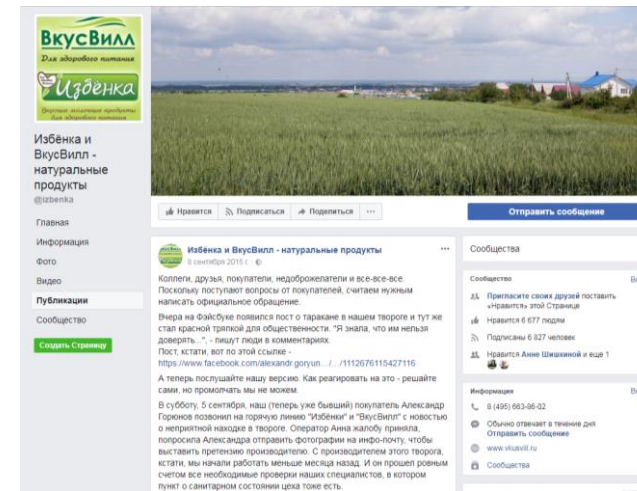 ВкусВилл
Для здорового питания
Избёнка
Избёнка и
ВкусВилл -
натуральные
продукты
@izbenka
Главная
Информация
Фото
Видео
Публикации
Сообщество
Создать Страницу
Нравится
Подписаться
Поделиться
Отправить сообщение
Избёнка и ВкусВилл - натуральные продукты
8 сентября 2015 г.
Коллеги, друзья, покупатели, недоброжелатели и все-все-все.
Поскольку поступают вопросы от покупателей, считаем нужным
написать официальное обращение.
Вчера на Фэйсбуке появился пост о таракане в нашем твороге и тут же
стал красной тряпкой для общественности. "Я знала, что им нельзя
доверять...", - пишут люди в комментариях.
Пост, кстати, вот по этой ссылке -
https://www.facebook.com/alexandr.goryun.../.../1112676115427116
А теперь послушайте нашу версию. Как реагировать на это - решайте
сами, но промолчать мы не можем.
В субботу, 5 сентября, наш (теперь уже бывший) покупатель Александр
Горюнов позвонил на горячую линию "Избёнки" и "ВкусВилл" с новостью
о неприятной находке в твороге. Оператор Анна жалобу приняла,
попросила Александра отправить фотографии на инфо-почту, чтобы
выставить претензию производителю. С производителем этого творога,
кстати, мы начали работать меньше месяца назад. И он прошел ровным
счетом все необходимые проверки наших специалистов, в котором
пункт о санитарном состоянии цеха тоже есть.
Сообщества
Сообщество
Пригласите своих друзей поставить
«Нравится» этой Странице
Нравится 6 677 людям
Подписаны 6 827 человек
Нравится Анне Шишкиной и еще 1
Информация
8 (495) 663-86-02
Обычно отвечает в течение дня
Отправить сообщение
www.vkusvill.ru
Сообщества